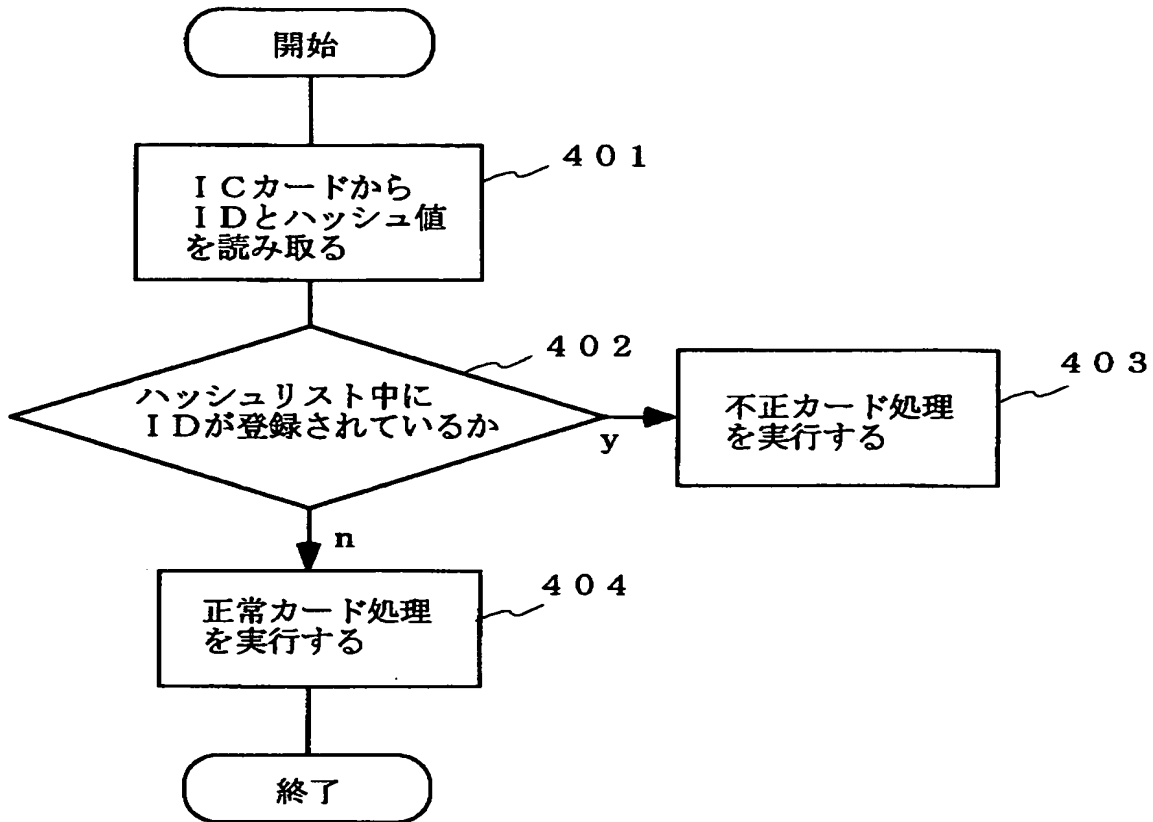 開始
401
ICカードから
IDとハッシュ値
を読み取る
402
ハッシュリスト中に
IDが登録されているか
y
403
不正カード処理
を実行する
n
404
正常カード処理
を実行する
終了